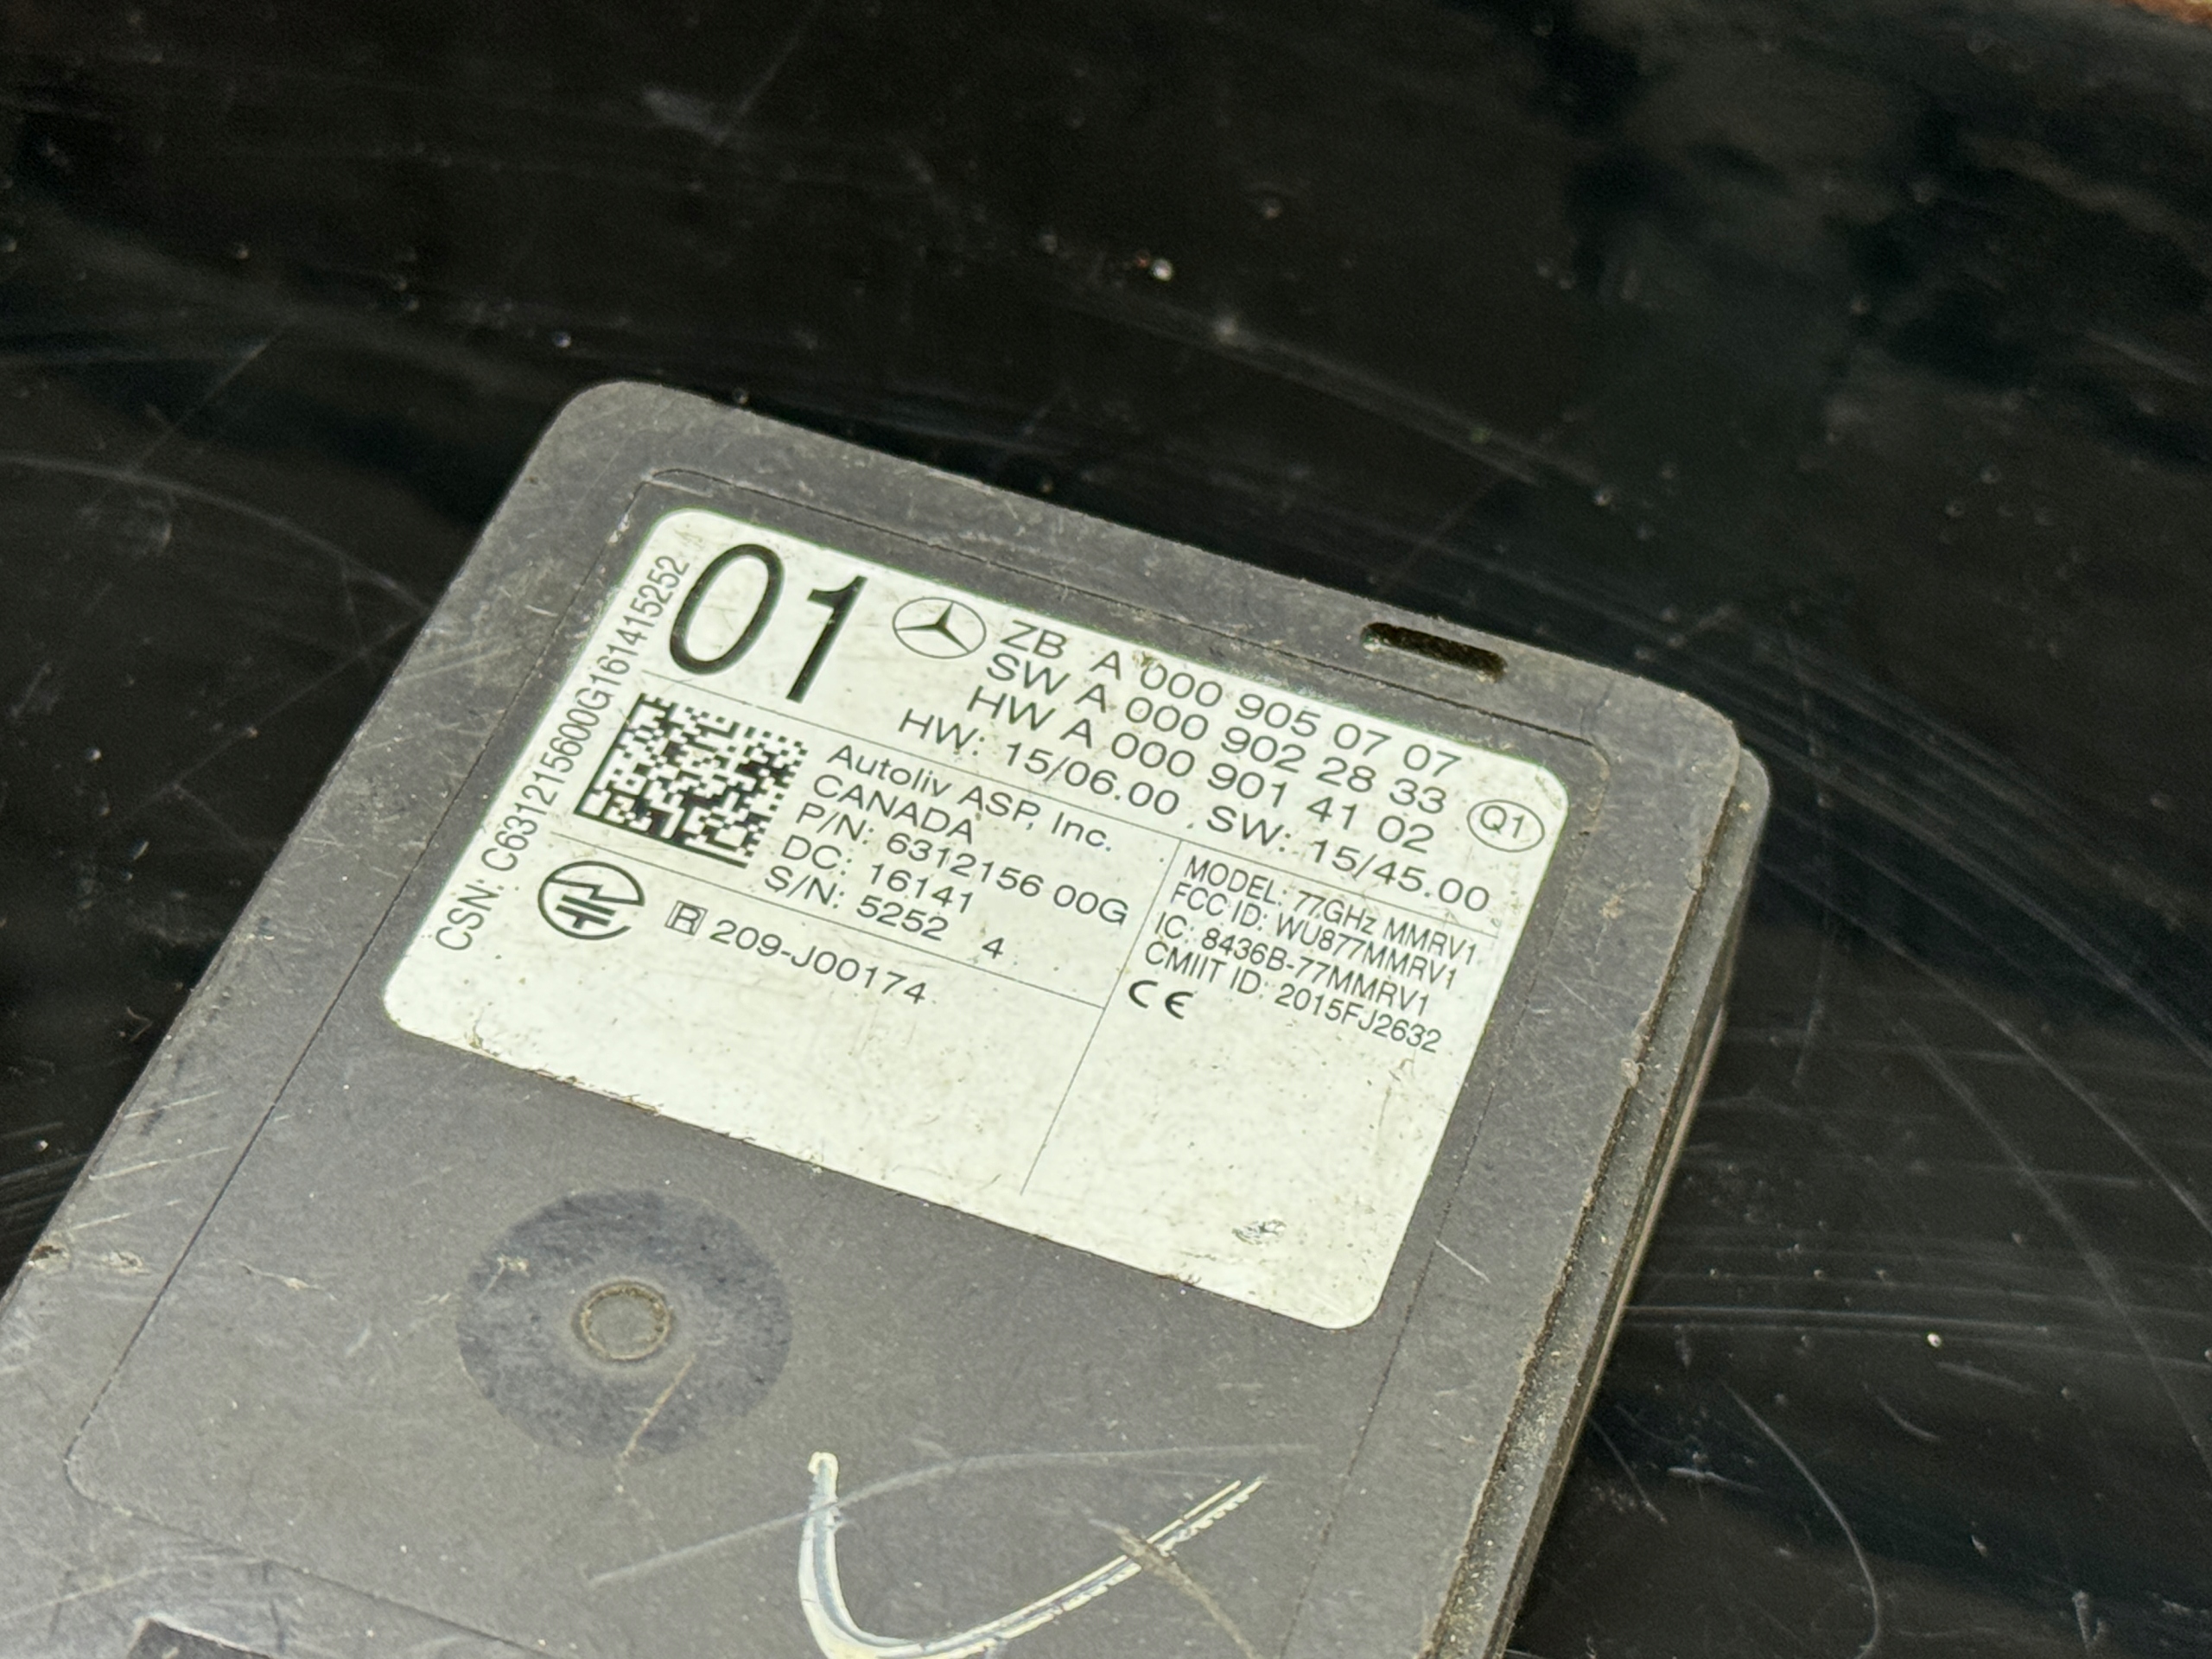 01
ZB A 000 905 07 07
SW A 000 902 28 33
HW A 000 901 41 02
HW: 15/06.00 SW: 15/45.00
Q1
CSN: C631215600G1614152524
Autoliv ASP, Inc.
CANADA
P/N: 6312156 00G
DC: 16141
S/N: 5252 4
R 209-J00174
MODEL: 77GHz MMRV1
FCC ID: WU877MMRV1
IC: 8436B-77MMRV1
CMIIT ID: 2015FJ2632
CE